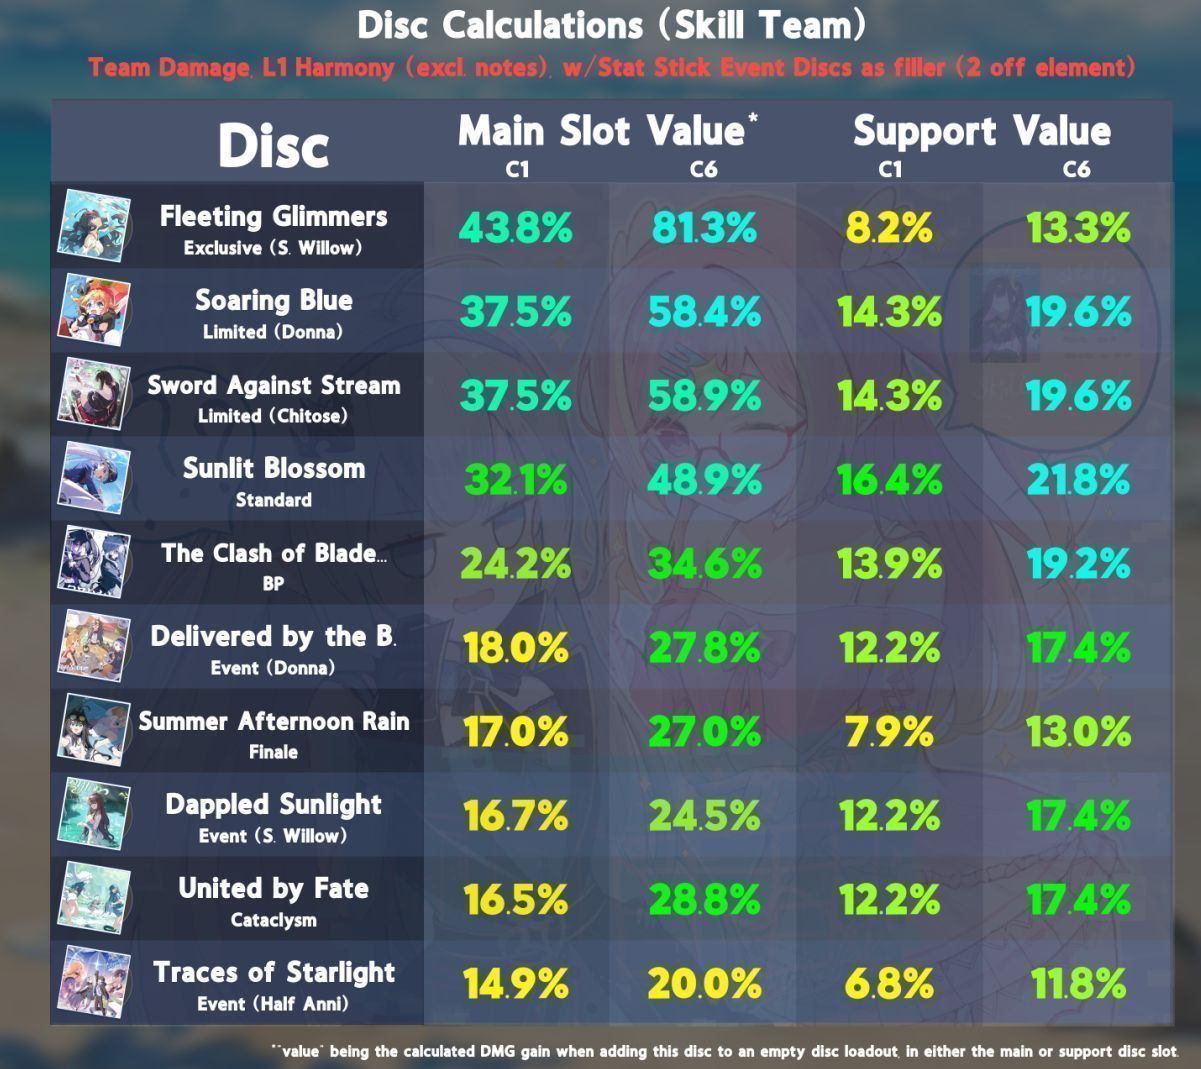 Disc Calculations (Skill Team)
Team Damage, L1 Harmony (excl. notes), w/Stat Stick Event Discs as filler (2 off element)
Disc Main Slot Value* Support Value
C1 C6 C1 C6
Fleeting Glimmers
Exclusive (S. Willow)
43.8% 81.3% 8.2% 13.3%
Soaring Blue
Limited (Donna)
37.5% 58.4% 14.3% 19.6%
Sword Against Stream
Limited (Chitose)
37.5% 58.9% 14.3% 19.6%
Sunlit Blossom
Standard
32.1% 48.9% 16.4% 21.8%
The Clash of Blade...
BP
24.2% 34.6% 13.9% 19.2%
Delivered by the B.
Event (Donna)
18.0% 27.8% 12.2% 17.4%
Summer Afternoon Rain
Finale
17.0% 27.0% 7.9% 13.0%
Dappled Sunlight
Event (S. Willow)
16.7% 24.5% 12.2% 17.4%
United by Fate
Cataclysm
16.5% 28.8% 12.2% 17.4%
Traces of Starlight
Event (Half Anni)
14.9% 20.0% 6.8% 11.8%
*"value" being the calculated DMG gain when adding this disc to an empty disc loadout, in either the main or support disc slot.